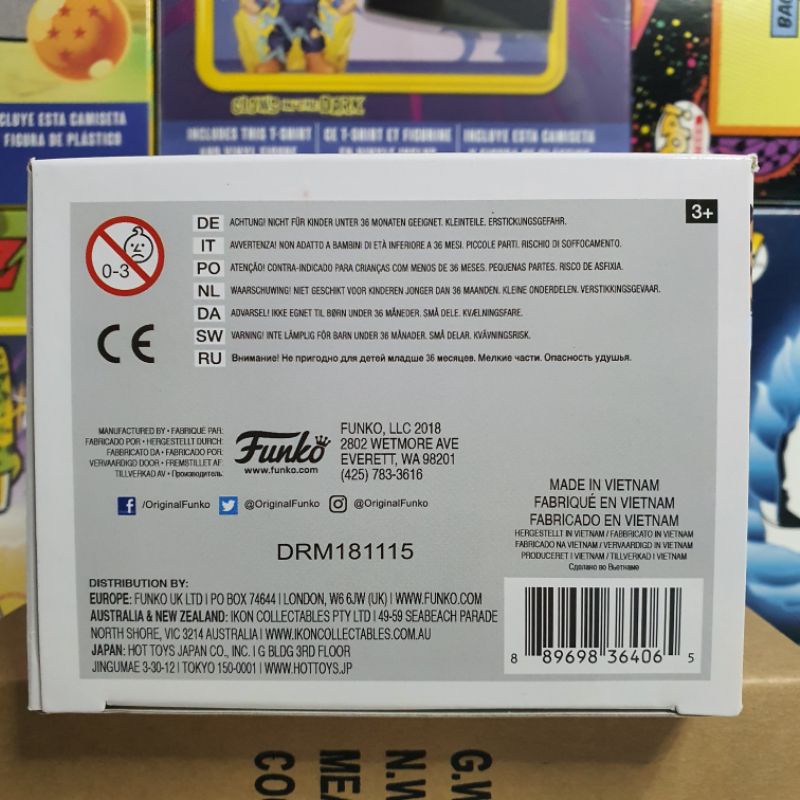 INCLUYE ESTA CAMISETA
FIGURA DE PLÁSTICO
GLOWS IN THE DARK
INCLUDES THIS T-SHIRT
CE T-SHIRT ET FIGURINE
INCLUYE ESTA CAMISETA
3+
0-3
DE ACHTUNG! NICHT FÜR KINDER UNTER 36 MONATEN GEEIGNET. KLEINTEILE. ERSTICKUNGSGEFAHR.
IT AVVERTENZA! NON ADATTO A BAMBINI DI ETÀ INFERIORE A 36 MESI. PICCOLE PARTI. RISCHIO DI SOFFOCAMENTO.
PO ATENÇÃO! CONTRA-INDICADO PARA CRIANÇAS COM MENOS DE 36 MESES. PEQUENAS PARTES. RISCO DE ASFIXIA.
NL WAARSCHUWING! NIET GESCHIKT VOOR KINDEREN JONGER DAN 36 MAANDEN. KLEINE ONDERDELEN. VERSTIKKINGSGEVAAR.
DA ADVARSEL! IKKE EGNET TIL BØRN UNDER 36 MÅNEDER. SMÅ DELE. KVÆLNINGSFARE.
SW VARNING! INTE LÄMPLIG FÖR BARN UNDER 36 MÅNADER. SMÅ DELAR. KVÄVNINGSRISK.
RU Внимание! Не пригодно для детей младше 36 месяцев. Мелкие части. Опасность удушья.
CE
MANUFACTURED BY • FABRIQUÉ PAR:
FABRICADO POR • HERGESTELLT DURCH:
FABBRICATO DA • FABRICADO POR:
VERVAARDIGD DOOR • FREMSTILLET AF:
TILLVERKAD AV • Производитель.
Funko
www.funko.com
FUNKO, LLC 2018
2802 WETMORE AVE
EVERETT, WA 98201
(425) 783-3616
f /OriginalFunko @OriginalFunko @OriginalFunko
MADE IN VIETNAM
FABRIQUÉ EN VIETNAM
FABRICADO EN VIETNAM
HERGESTELLT IN VIETNAM / FABBRICATO IN VIETNAM
FABRICADO NA VIETNAM / VERVAARDIGD IN VIETNAM
PRODUCERET I VIETNAM / TILLVERKAD I VIETNAM
Сделано во Вьетнаме
DRM181115
DISTRIBUTION BY:
EUROPE: FUNKO UK LTD | PO BOX 74644 | LONDON, W6 6JW (UK) | WWW.FUNKO.COM
AUSTRALIA & NEW ZEALAND: IKON COLLECTABLES PTY LTD | 49-59 SEABEACH PARADE
NORTH SHORE, VIC 3214 AUSTRALIA | WWW.IKONCOLLECTABLES.COM.AU
JAPAN: HOT TOYS JAPAN CO., INC. | G BLDG 3RD FLOOR
JINGUMAE 3-30-12 | TOKYO 150-0001 | WWW.HOTTOYS.JP
8 89698 36406 5
G.W
N.W
MEA
CO